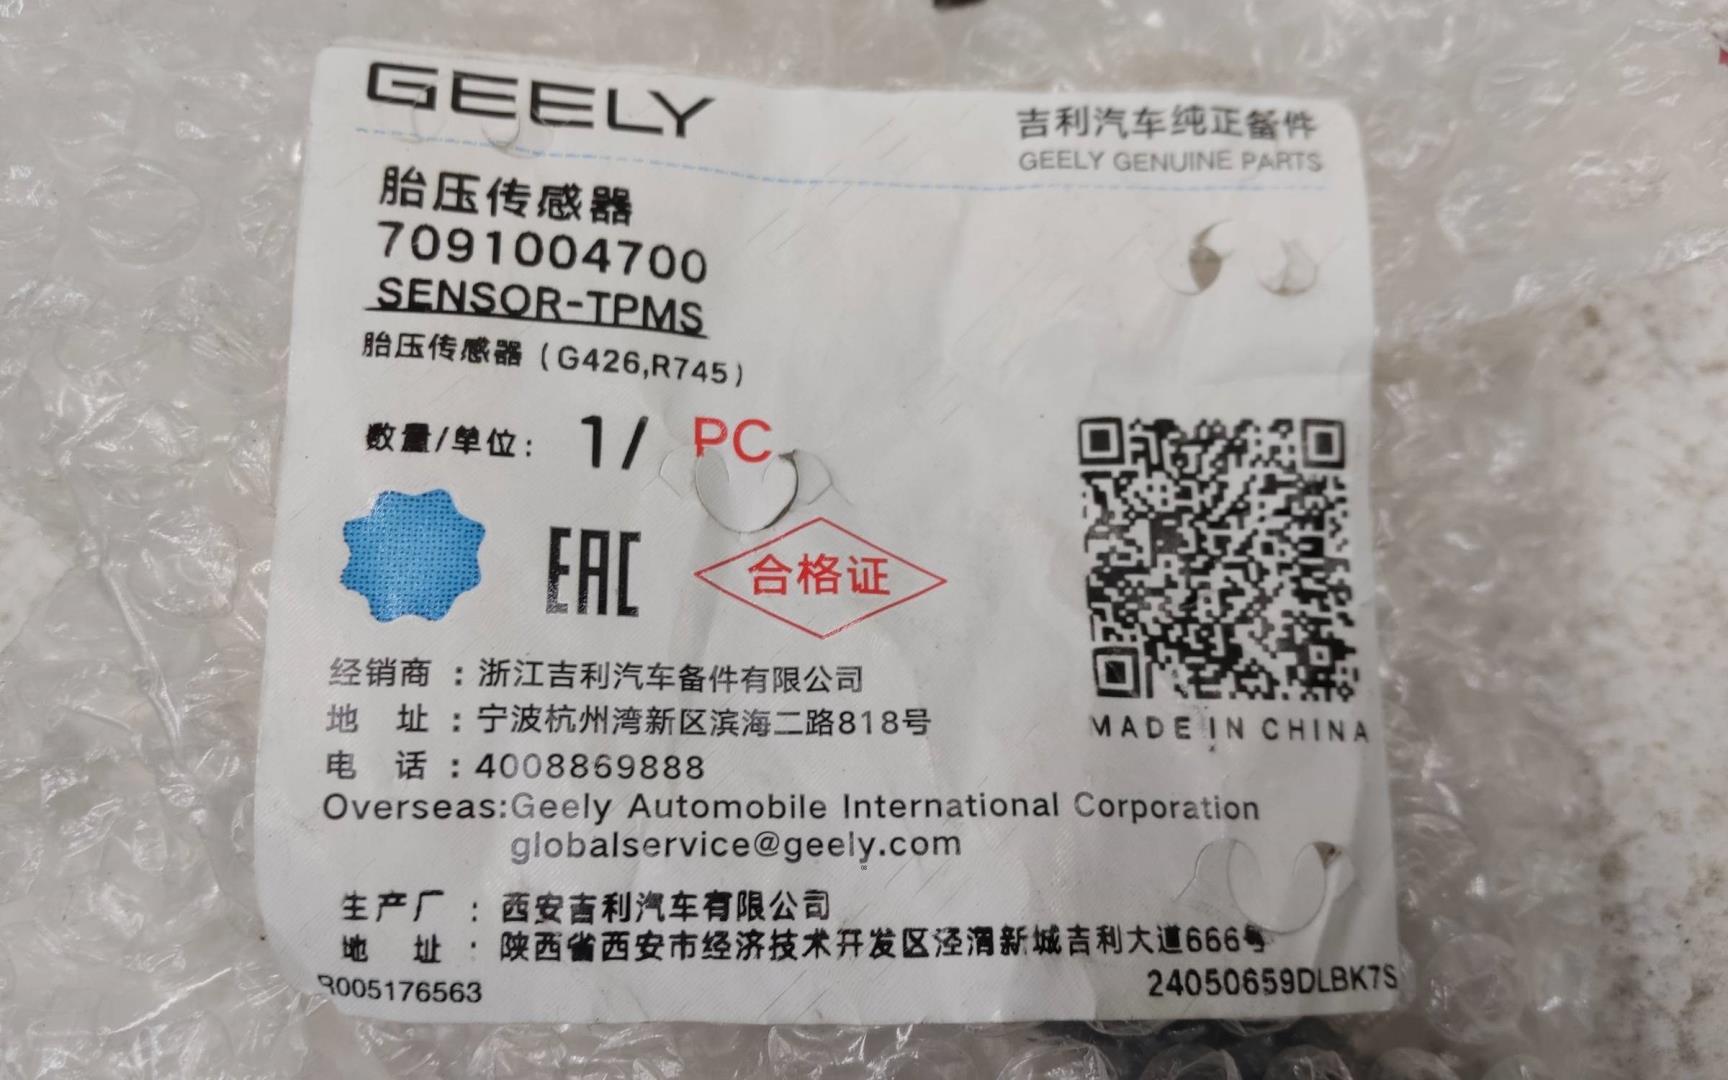 GEELY
吉利汽车纯正备件
GEELY GENUINE PARTS
胎压传感器
7091004700
SENSOR-TPMS
胎压传感器（G426,R745）
数量/单位： 1/ PC
EAC
合格证
MADE IN CHINA
经销商 ：浙江吉利汽车备件有限公司
地 址 ：宁波杭州湾新区滨海二路818号
电 话 ：4008869888
Overseas:Geely Automobile International Corporation
globalservice@geely.com
生产厂 ： 西安吉利汽车有限公司
地 址 ： 陕西省西安市经济技术开发区泾渭新城吉利大道666号
R005176563
24050659DLBK7S